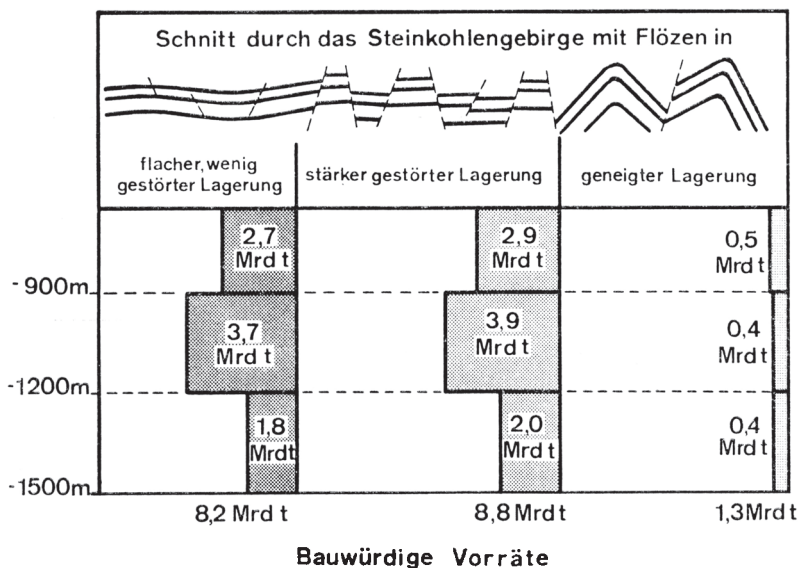 Schnitt durch das Steinkohlengebirge mit Flözen in
flacher, wenig
gestörter Lagerung
stärker gestörter Lagerung
geneigter Lagerung
2,7
Mrd t
2,9
Mrd t
0,5
Mrd t
-900m
3,7
Mrd t
3,9
Mrd t
0,4
Mrd t
-1200m
1,8
Mrd t
2,0
Mrd t
0,4
Mrd t
-1500m
8,2 Mrd t
8,8 Mrd t
1,3 Mrd t
Bauwürdige Vorräte